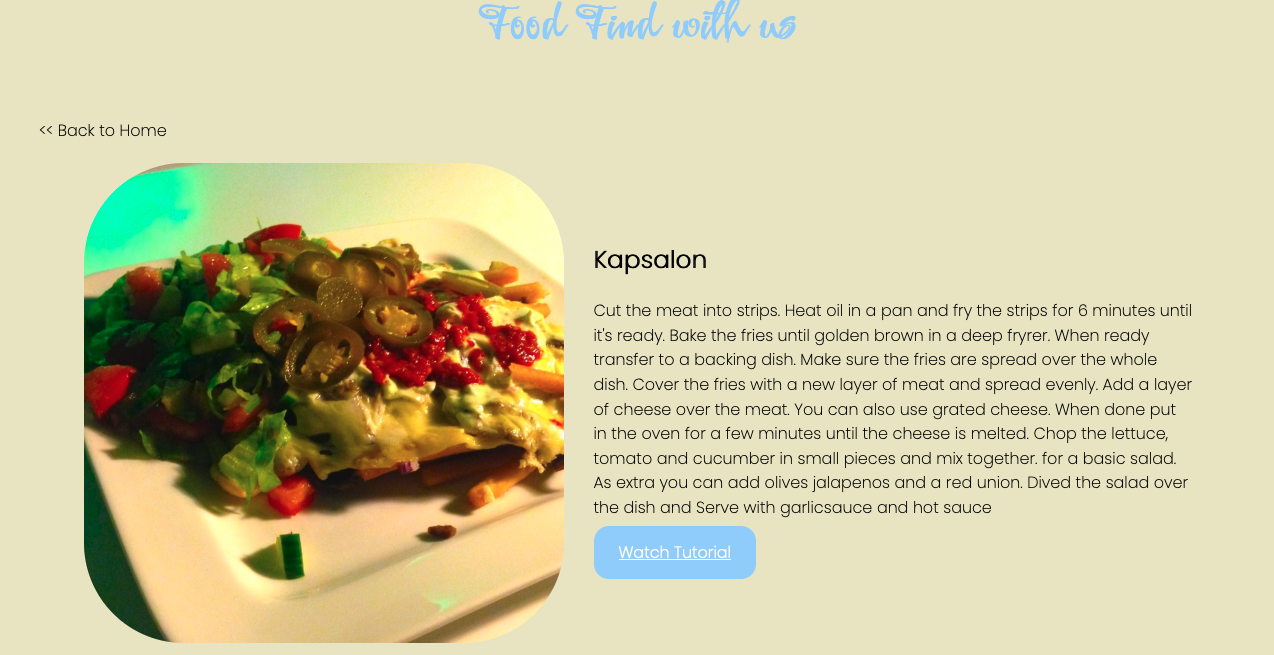 Food Find with us
<< Back to Home
Kapsalon
Cut the meat into strips. Heat oil in a pan and fry the strips for 6 minutes until
it's ready. Bake the fries until golden brown in a deep fryrer. When ready
transfer to a backing dish. Make sure the fries are spread over the whole
dish. Cover the fries with a new layer of meat and spread evenly. Add a layer
of cheese over the meat. You can also use grated cheese. When done put
in the oven for a few minutes until the cheese is melted. Chop the lettuce,
tomato and cucumber in small pieces and mix together. for a basic salad.
As extra you can add olives jalapenos and a red union. Dived the salad over
the dish and Serve with garlicsauce and hot sauce
Watch Tutorial